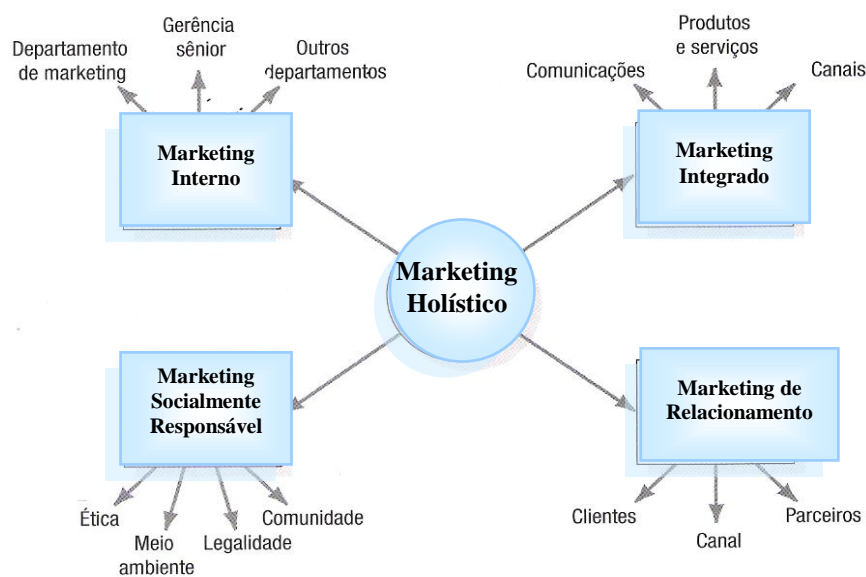 Departamento
de marketing
Gerência
sênior
Outros
departamentos
Marketing
Interno
Comunicações
Produtos
e serviços
Canais
Marketing
Integrado
Marketing
Holístico
Marketing
Socialmente
Responsável
Ética
Meio
ambiente
Legalidade
Comunidade
Marketing de
Relacionamento
Clientes
Canal
Parceiros